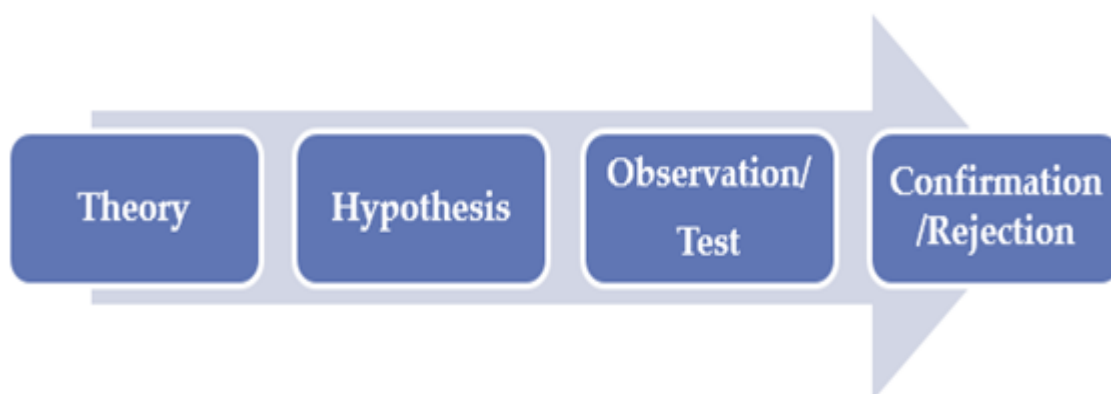 Theory
Hypothesis
Observation/
Test
Confirmation
/Rejection